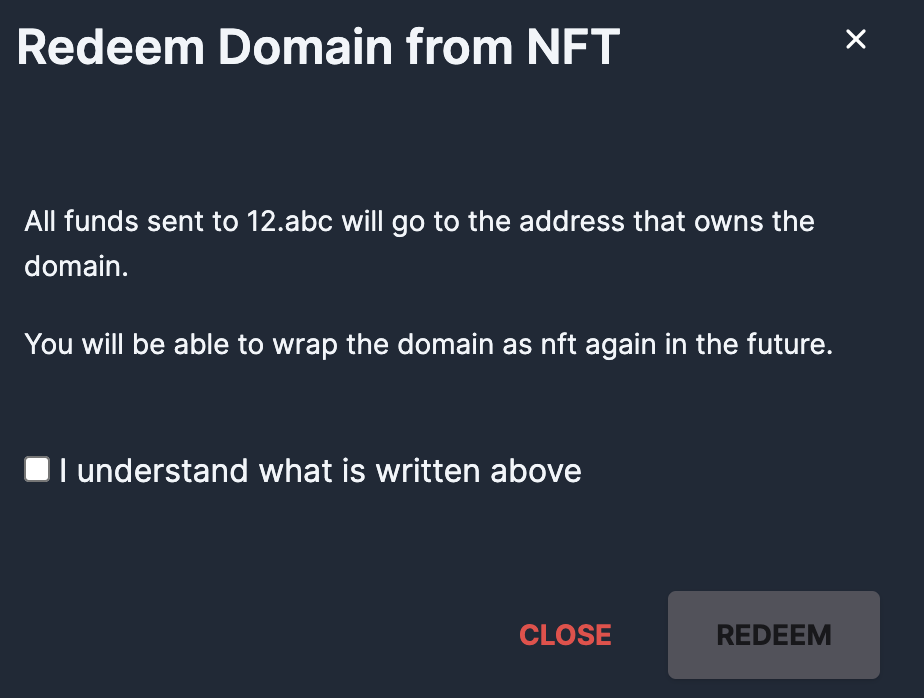 Redeem Domain from NFT
All funds sent to 12.abc will go to the address that owns the
domain.
You will be able to wrap the domain as nft again in the future.
I understand what is written above
CLOSE
REDEEM